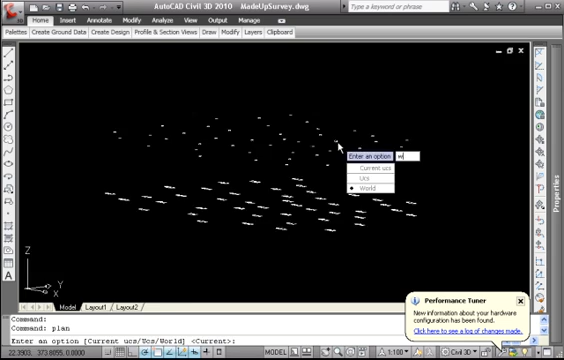 AutoCAD Civil 3D 2010 MadeUpSurvey.dwg
Type a keyword or phrase
Home Insert Annotate Modify Analyze View Output Manage
Palettes Create Ground Data Create Design Profile & Section Views Draw Modify Layers Clipboard
Enter an option w
Current ucs
Ucs
World
Properties
Z
Y
X
Model Layout1 Layout2
Performance Tuner
New information about your hardware
configuration has been found.
Click here to see a log of changes made.
Command:
Command: plan
Enter an option [Current ucs/Ucs/World] <Current>:
MODEL 1:100 Civil 3D